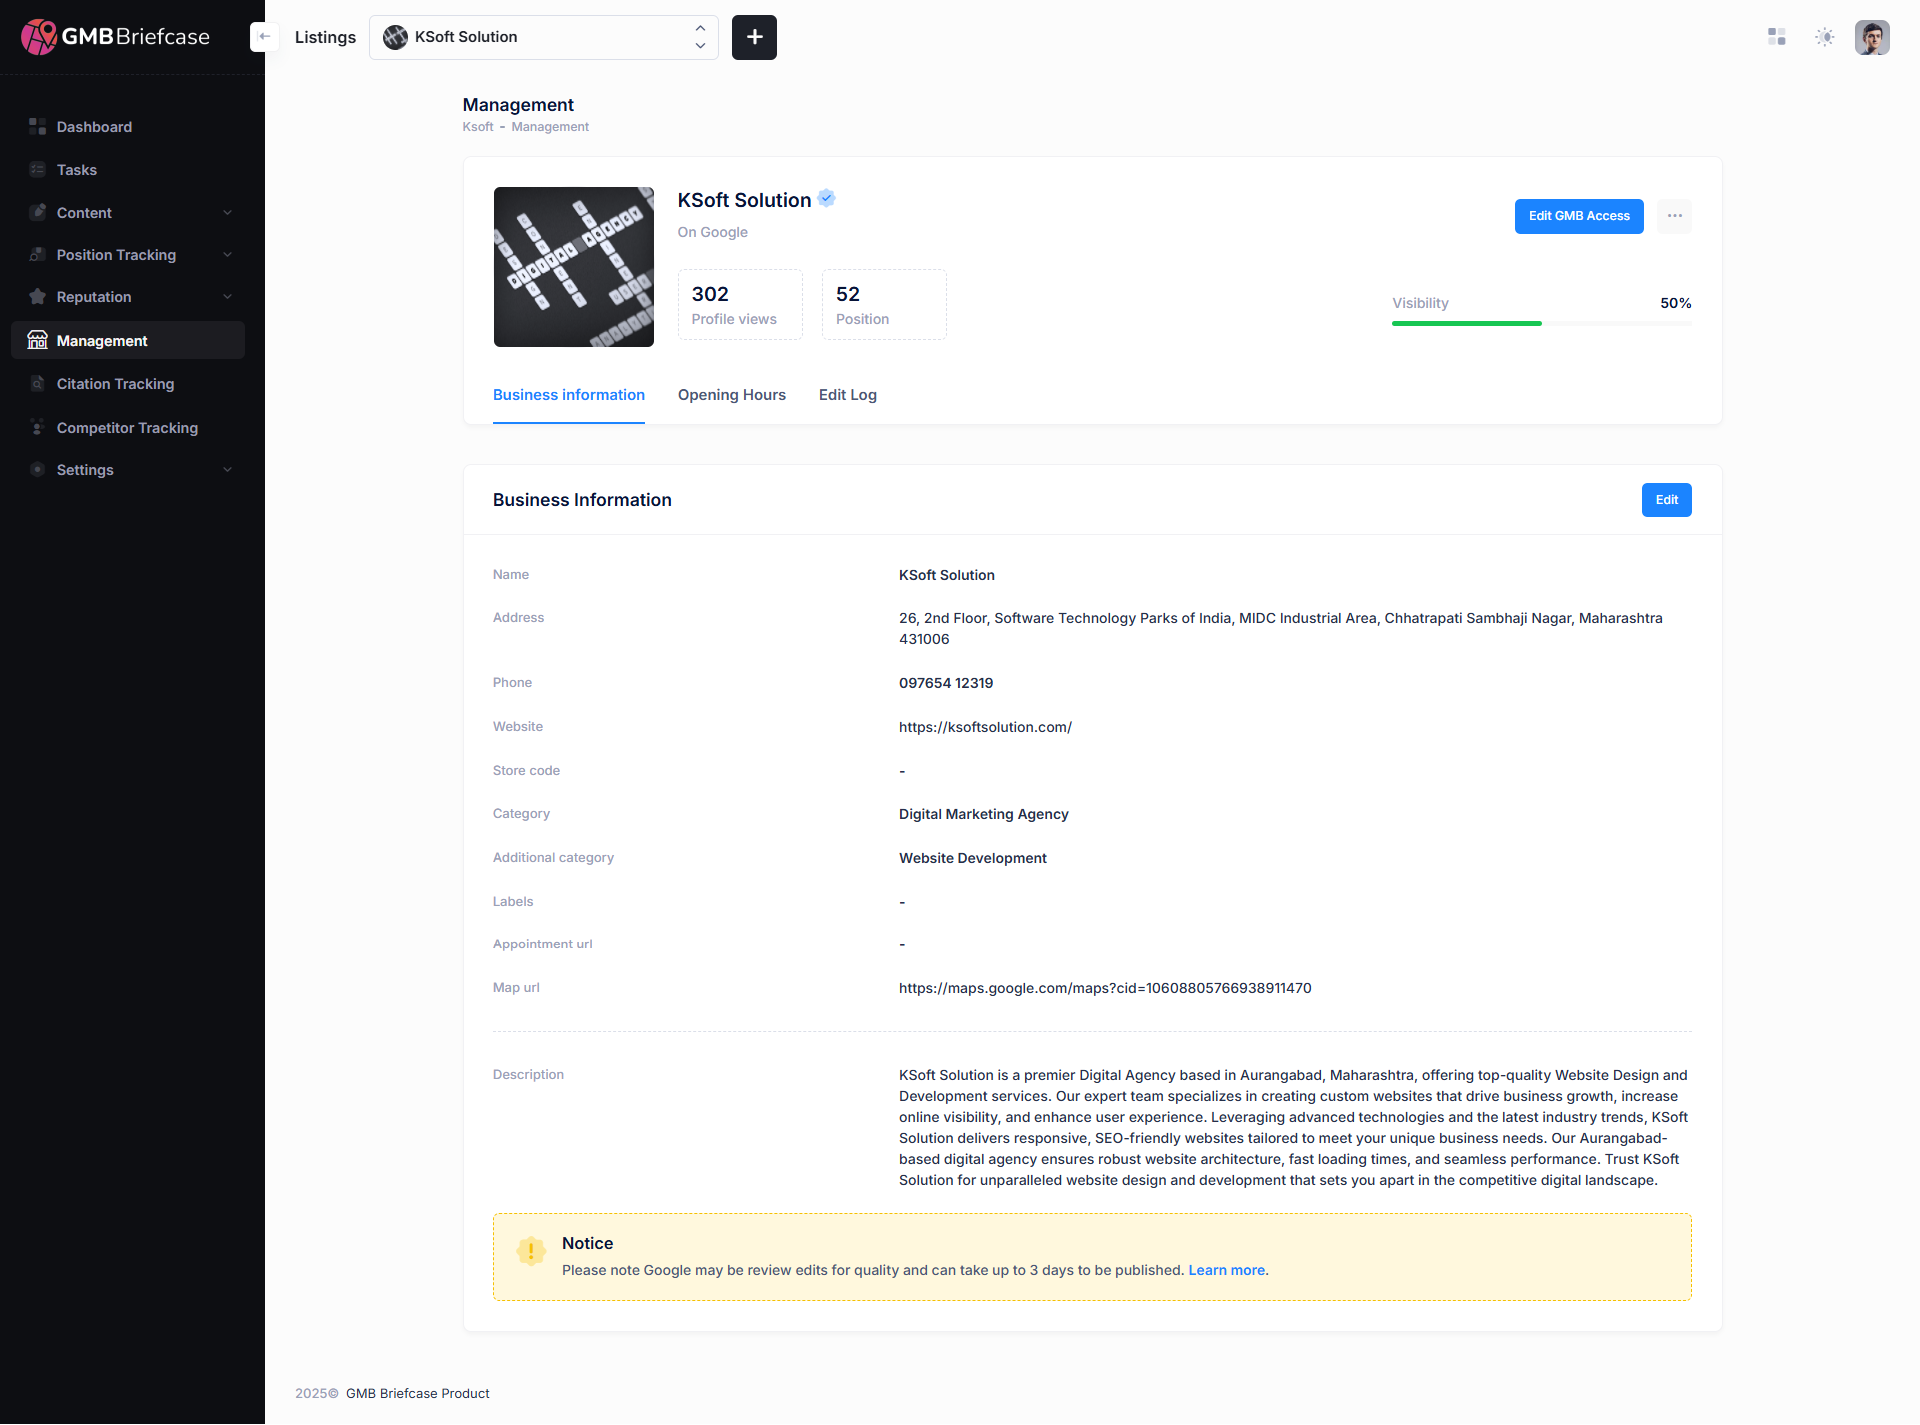 GMBBriefcase
Listings
KSoft Solution
Dashboard
Tasks
Content
Position Tracking
Reputation
Management
Citation Tracking
Competitor Tracking
Settings
Management
Ksoft - Management
KSoft Solution
On Google
Edit GMB Access
302
Profile views
52
Position
Visibility
50%
Business information
Opening Hours
Edit Log
Business Information
Edit
Name
KSoft Solution
Address
26, 2nd Floor, Software Technology Parks of India, MIDC Industrial Area, Chhatrapati Sambhaji Nagar, Maharashtra
431006
Phone
097654 12319
Website
https://ksoftsolution.com/
Store code
-
Category
Digital Marketing Agency
Additional category
Website Development
Labels
-
Appointment url
-
Map url
https://maps.google.com/maps?cid=10608805766938911470
Description
KSoft Solution is a premier Digital Agency based in Aurangabad, Maharashtra, offering top-quality Website Design and
Development services. Our expert team specializes in creating custom websites that drive business growth, increase
online visibility, and enhance user experience. Leveraging advanced technologies and the latest industry trends, KSoft
Solution delivers responsive, SEO-friendly websites tailored to meet your unique business needs. Our Aurangabad-
based digital agency ensures robust website architecture, fast loading times, and seamless performance. Trust KSoft
Solution for unparalleled website design and development that sets you apart in the competitive digital landscape.
Notice
Please note Google may be review edits for quality and can take up to 3 days to be published. Learn more.
2025© GMB Briefcase Product